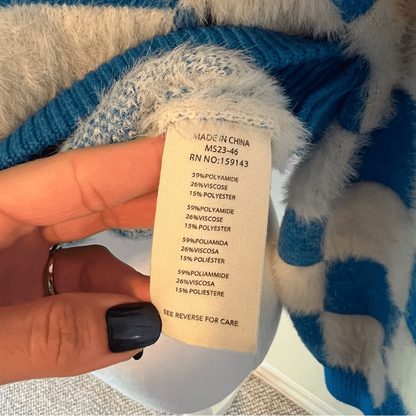 MADE IN CHINA
MS23-46
RN NO:159143
59%POLYAMIDE
26%VISCOSE
15% POLYESTER
59%POLYAMIDE
26%VISCOSE
15% POLYESTER
59%POLIAMIDA
26%VISCOSA
15% POLIÉSTER
59%POLIAMMIDE
26%VISCOSA
15% POLIESTERE
SEE REVERSE FOR CARE